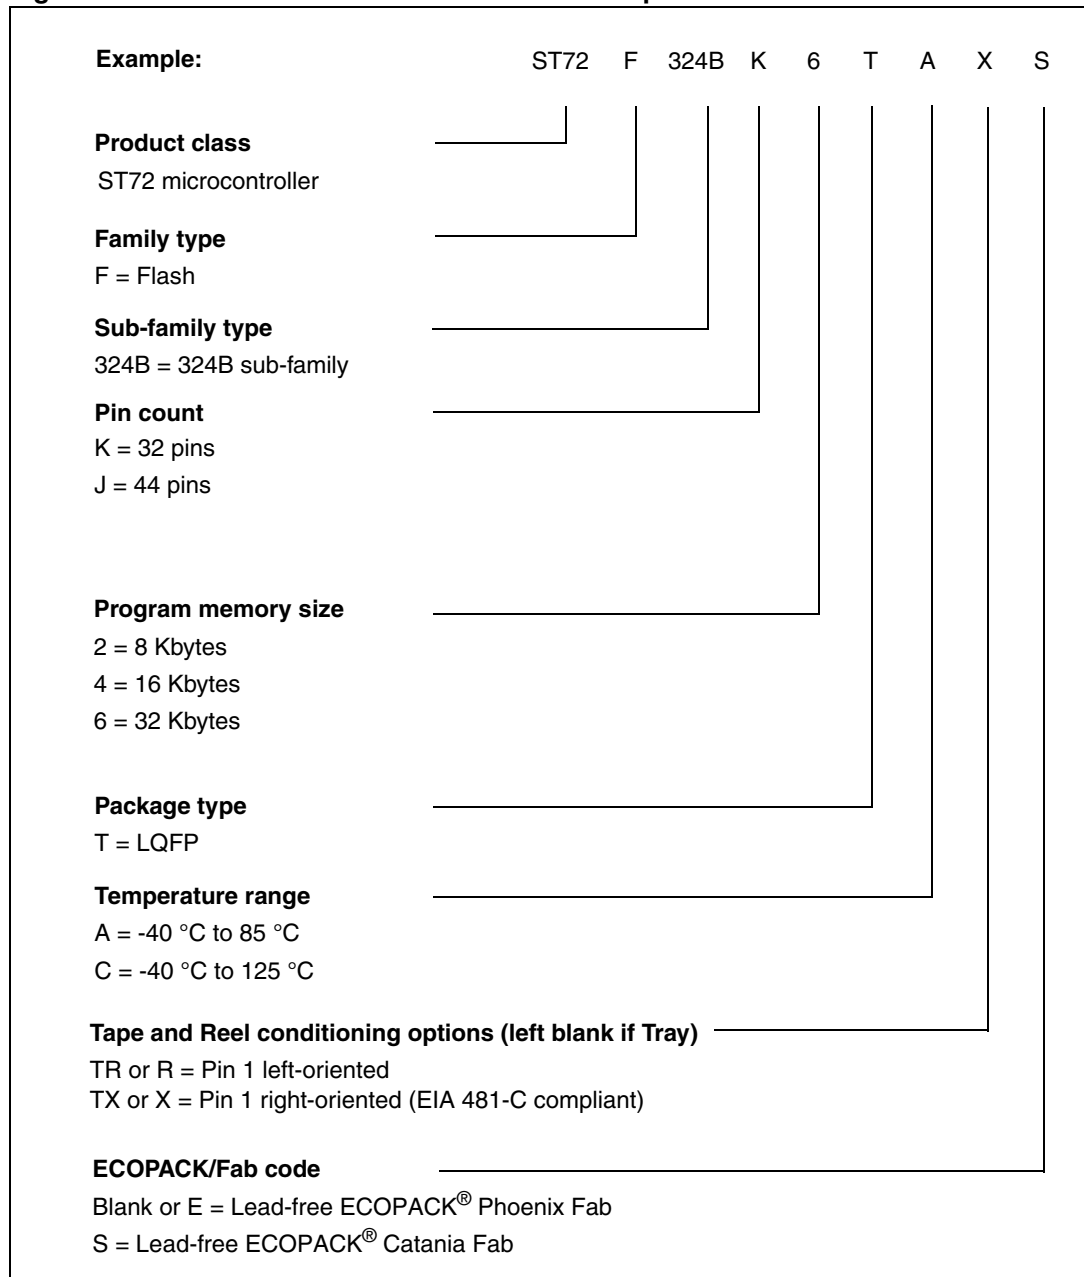 Example: ST72 F 324B K 6 T A X S
Product class
ST72 microcontroller
Family type
F = Flash
Sub-family type
324B = 324B sub-family
Pin count
K = 32 pins
J = 44 pins
Program memory size
2 = 8 Kbytes
4 = 16 Kbytes
6 = 32 Kbytes
Package type
T = LQFP
Temperature range
A = -40 °C to 85 °C
C = -40 °C to 125 °C
Tape and Reel conditioning options (left blank if Tray)
TR or R = Pin 1 left-oriented
TX or X = Pin 1 right-oriented (EIA 481-C compliant)
ECOPACK/Fab code
Blank or E = Lead-free ECOPACK® Phoenix Fab
S = Lead-free ECOPACK® Catania Fab